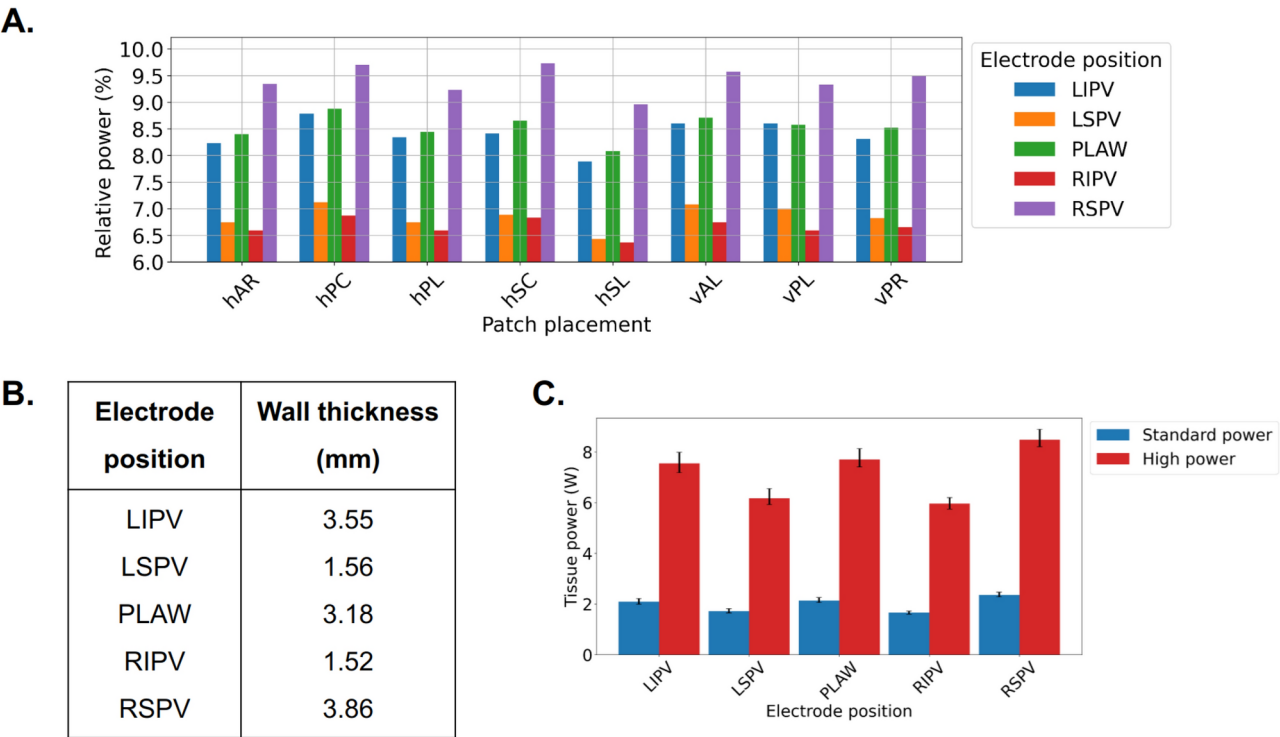 A.
10.0
9.5
9.0
8.5
8.0
7.5
7.0
6.5
6.0
Relative power (%)
hAR
hPC
hPL
hSC
hSL
vAL
vPL
vPR
Patch placement
Electrode position
LIPV
LSPV
PLAW
RIPV
RSPV
B.
Electrode position Wall thickness (mm)
LIPV 3.55
LSPV 1.56
PLAW 3.18
RIPV 1.52
RSPV 3.86
C.
8
6
4
2
0
Tissue power (W)
LIPV
LSPV
PLAW
RIPV
RSPV
Electrode position
Standard power
High power